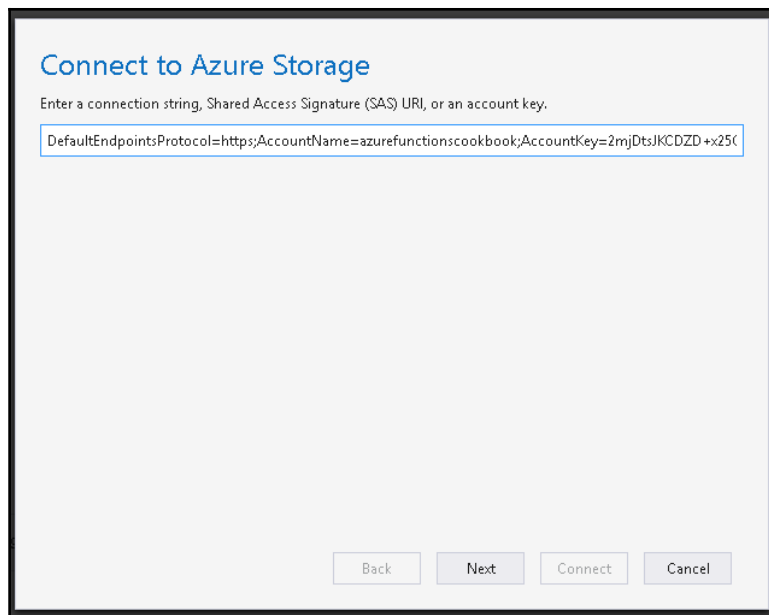 Connect to Azure Storage
Enter a connection string, Shared Access Signature (SAS) URI, or an account key.
DefaultEndpointsProtocol=https;AccountName=azurefunctionscookbook;AccountKey=2mjDtsJKCDZD+x25
Back Next Connect Cancel